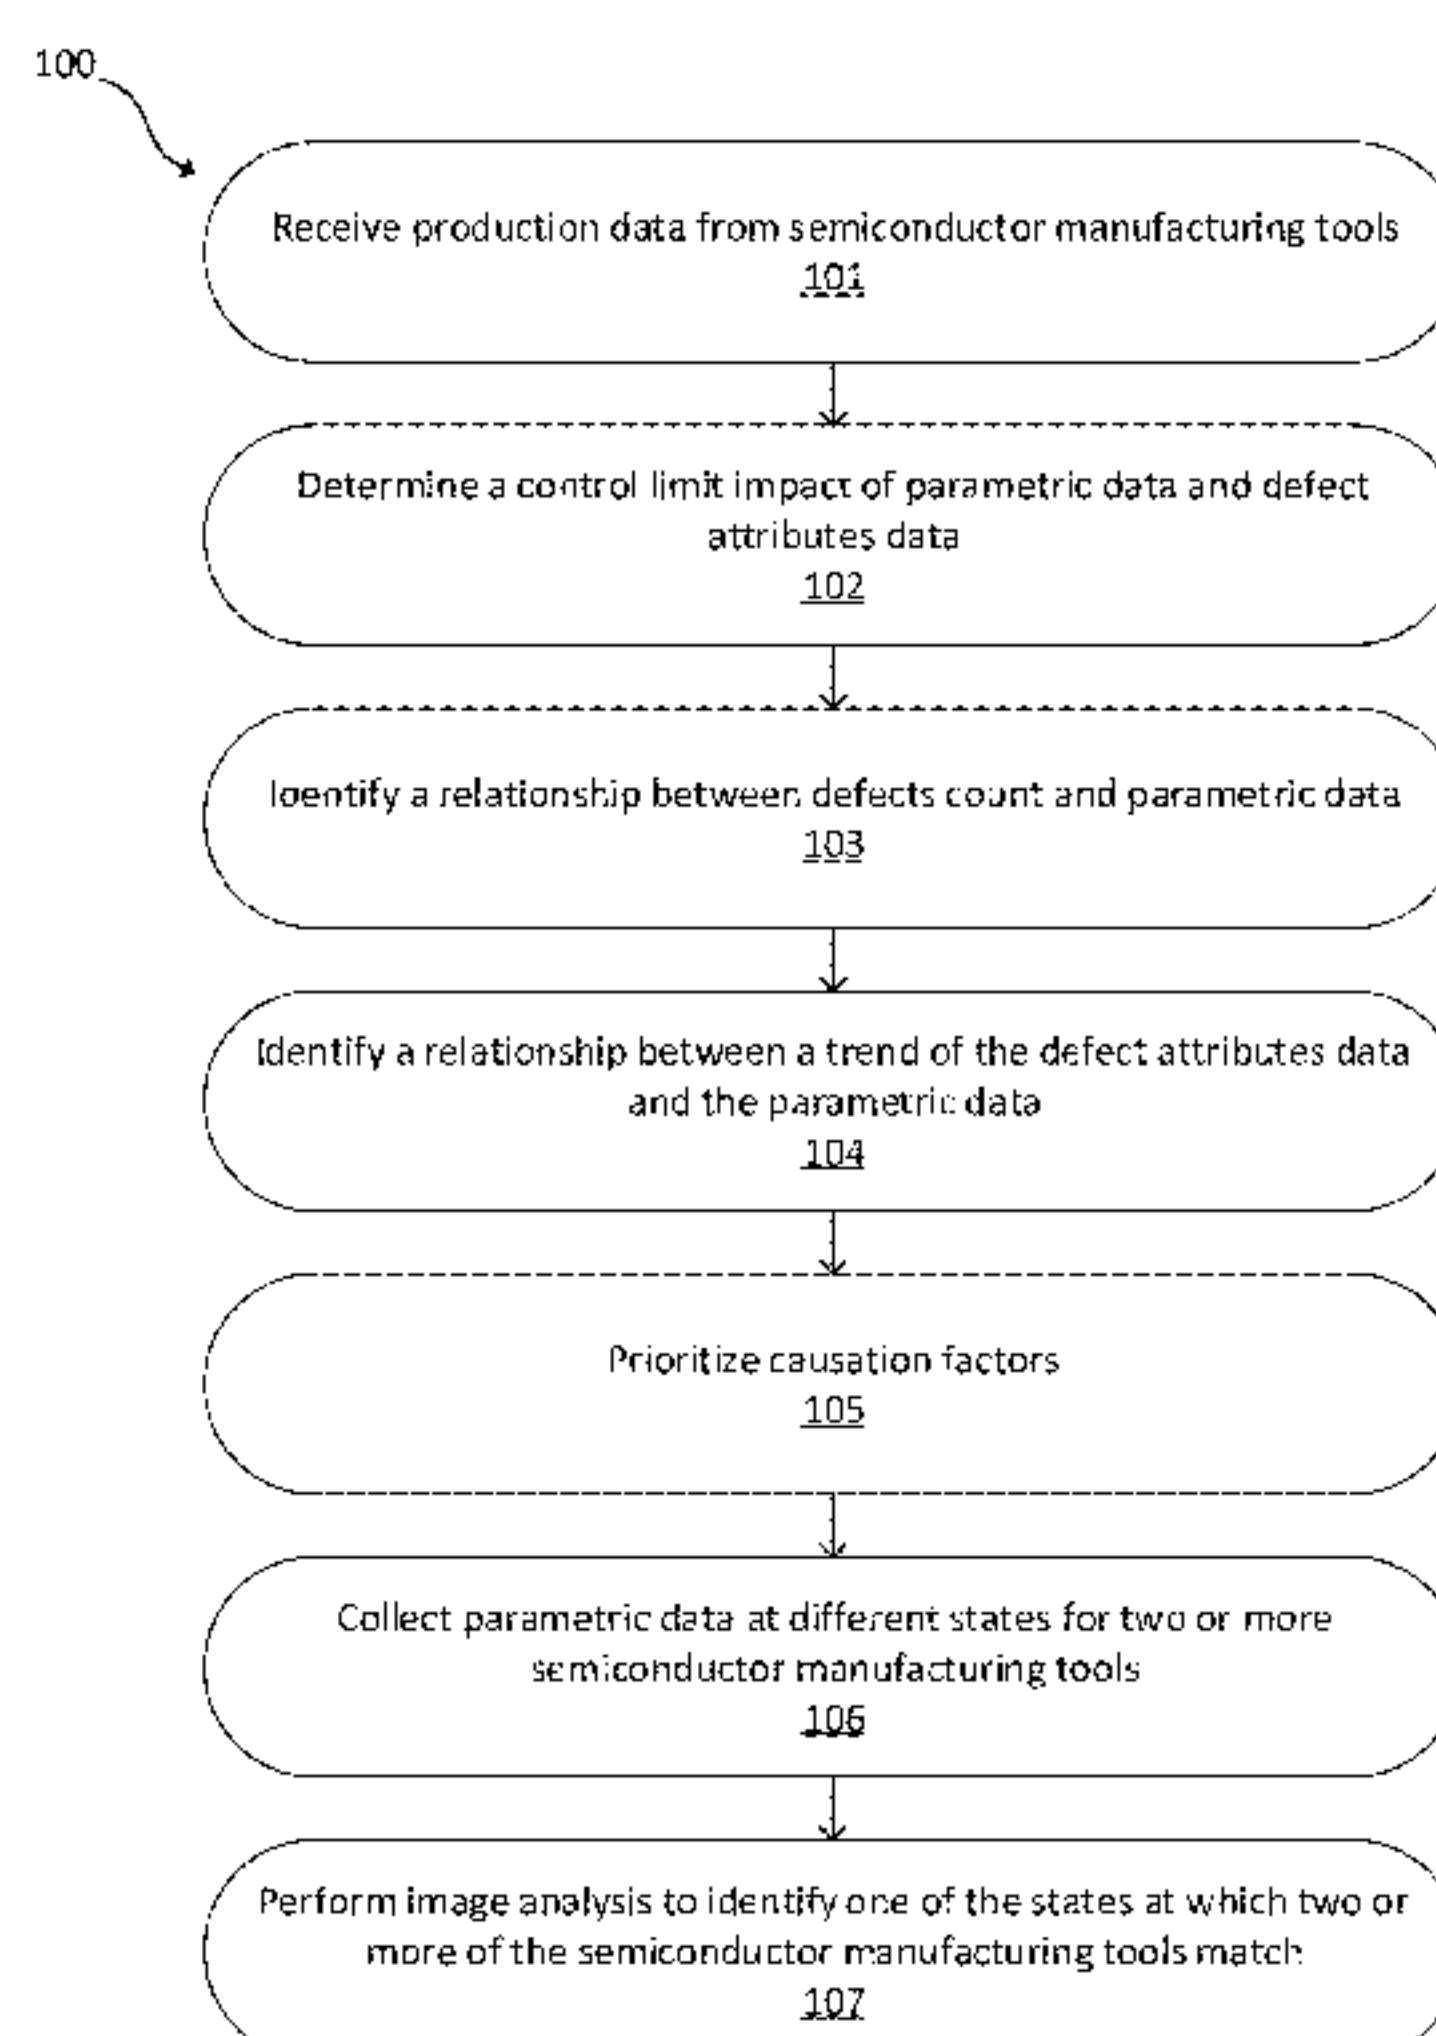 100
Receive production data from semiconductor manufacturing tools
101
Determine a control limit impact of parametric data and defect
attributes data
102
Identify a relationship between defects count and parametric data
103
Identify a relationship between a trend of the defect attributes data
and the parametric data
104
Prioritize causation factors
105
Collect parametric data at different states for two or more
semiconductor manufacturing tools
106
Perform image analysis to identify one of the states at which two or
more of the semiconductor manufacturing tools match
107